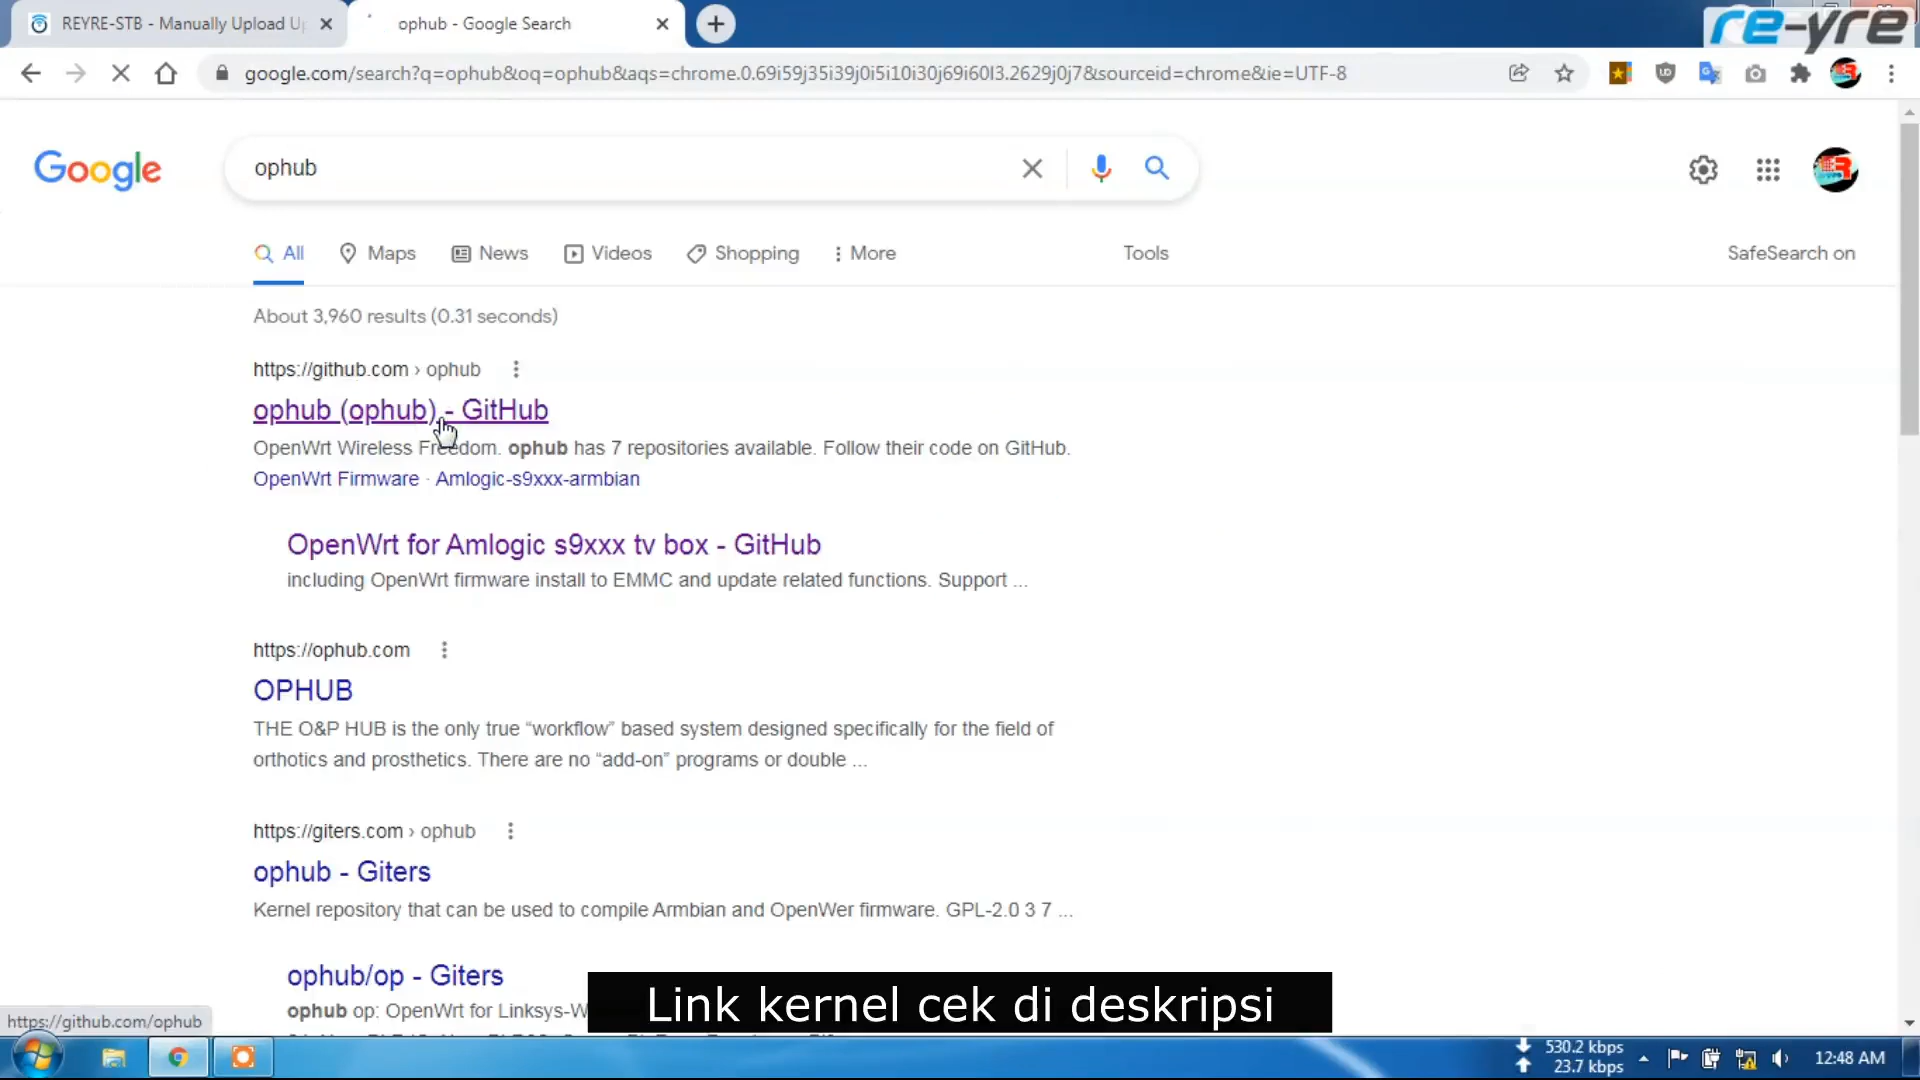 REYRE-STB - Manually Upload U
ophub - Google Search
re-yre
google.com/search?q=ophub&oq=ophub&aqs=chrome.0.69i59j35i39j0i5i10i30j69i60l3.2629j0j7&sourceid=chrome&ie=UTF-8
Google
ophub
All
Maps
News
Videos
Shopping
More
Tools
SafeSearch on
About 3,960 results (0.31 seconds)
https://github.com › ophub
ophub (ophub) - GitHub
OpenWrt Wireless Freedom. ophub has 7 repositories available. Follow their code on GitHub.
OpenWrt Firmware · Amlogic-s9xxx-armbian
OpenWrt for Amlogic s9xxx tv box - GitHub
including OpenWrt firmware install to EMMC and update related functions. Support ...
https://ophub.com
OPHUB
THE O&P HUB is the only true “workflow” based system designed specifically for the field of
orthotics and prosthetics. There are no “add-on” programs or double ...
https://giters.com › ophub
ophub - Giters
Kernel repository that can be used to compile Armbian and OpenWer firmware. GPL-2.0 3 7 ...
ophub/op - Giters
ophub op: OpenWrt for Linksys-W
Link kernel cek di deskripsi
https://github.com/ophub
530.2 kbps
23.7 kbps
12:48 AM